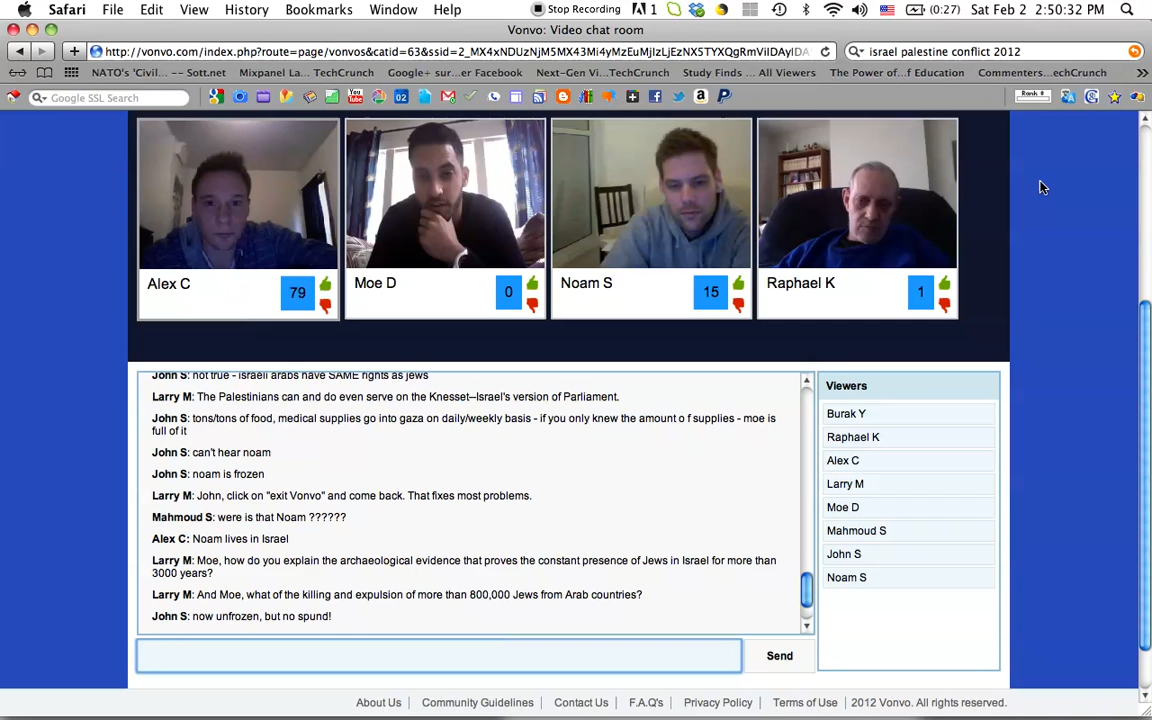 Safari File Edit View History Bookmarks Window Help Stop Recording 1 (0:27) Sat Feb 2 2:50:32 PM
Vonvo: Video chat room
israel palestine conflict 2012
NATO's 'Civil... -- Sott.net Mixpanel La... TechCrunch Google+ sur...er Facebook Next-Gen Vi...TechCrunch Study Finds ... All Viewers The Power of...f Education Commenters...echCrunch
Google SSL Search You Tube 02 Rank #
Alex C 79
Moe D 0
Noam S 15
Raphael K 1
John S: not true - israeli arabs have SAME rights as jews
Larry M: The Palestinians can and do even serve on the Knesset--Israel's version of Parliament.
John S: tons/tons of food, medical supplies go into gaza on daily/weekly basis - if you only knew the amount o f supplies - moe is
full of it
John S: can't hear noam
John S: noam is frozen
Larry M: John, click on "exit Vonvo" and come back. That fixes most problems.
Mahmoud S: were is that Noam ??????
Alex C: Noam lives in Israel
Larry M: Moe, how do you explain the archaeological evidence that proves the constant presence of Jews in Israel for more than
3000 years?
Larry M: And Moe, what of the killing and expulsion of more than 800,000 Jews from Arab countries?
John S: now unfrozen, but no spund!
Send
Viewers
Burak Y
Raphael K
Alex C
Larry M
Moe D
Mahmoud S
John S
Noam S
About Us Community Guidelines Contact Us F.A.Q's Privacy Policy Terms of Use 2012 Vonvo. All rights reserved.